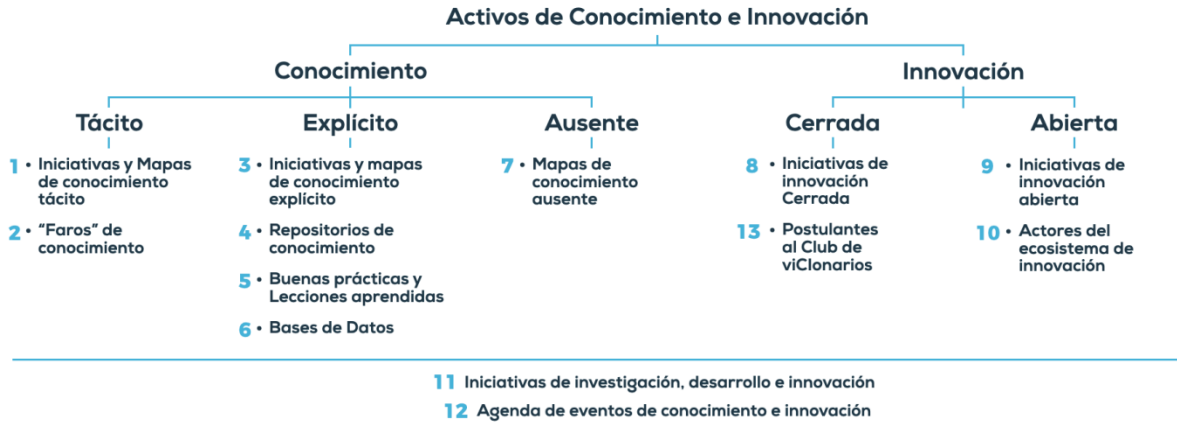 Activos de Conocimiento e Innovación
Conocimiento
Innovación
Tácito
Explícito
Ausente
Cerrada
Abierta
1 • Iniciativas y Mapas
de conocimiento
tácito
2 • “Faros” de
conocimiento
3 • Iniciativas y mapas
de conocimiento
explícito
4 • Repositorios de
conocimiento
5 • Buenas prácticas y
Lecciones aprendidas
6 • Bases de Datos
7 • Mapas de
conocimiento
ausente
8 • Iniciativas de
innovación
Cerrada
13 • Postulantes
al Club de
viCIonarios
9 • Iniciativas de
innovación
abierta
10 • Actores del
ecosistema de
innovación
11 Iniciativas de investigación, desarrollo e innovación
12 Agenda de eventos de conocimiento e innovación